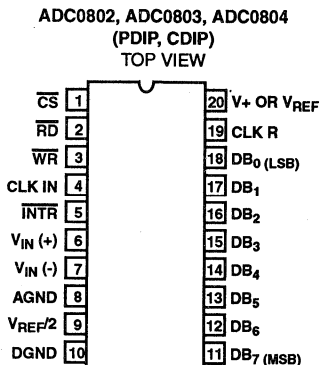 ADC0802, ADC0803, ADC0804
(PDIP, CDIP)
TOP VIEW
CS 1 20 V+ OR VREF
RD 2 19 CLK R
WR 3 18 DB0 (LSB)
CLK IN 4 17 DB1
INTR 5 16 DB2
VIN (+) 6 15 DB3
VIN (-) 7 14 DB4
AGND 8 13 DB5
VREF/2 9 12 DB6
DGND 10 11 DB7 (MSB)